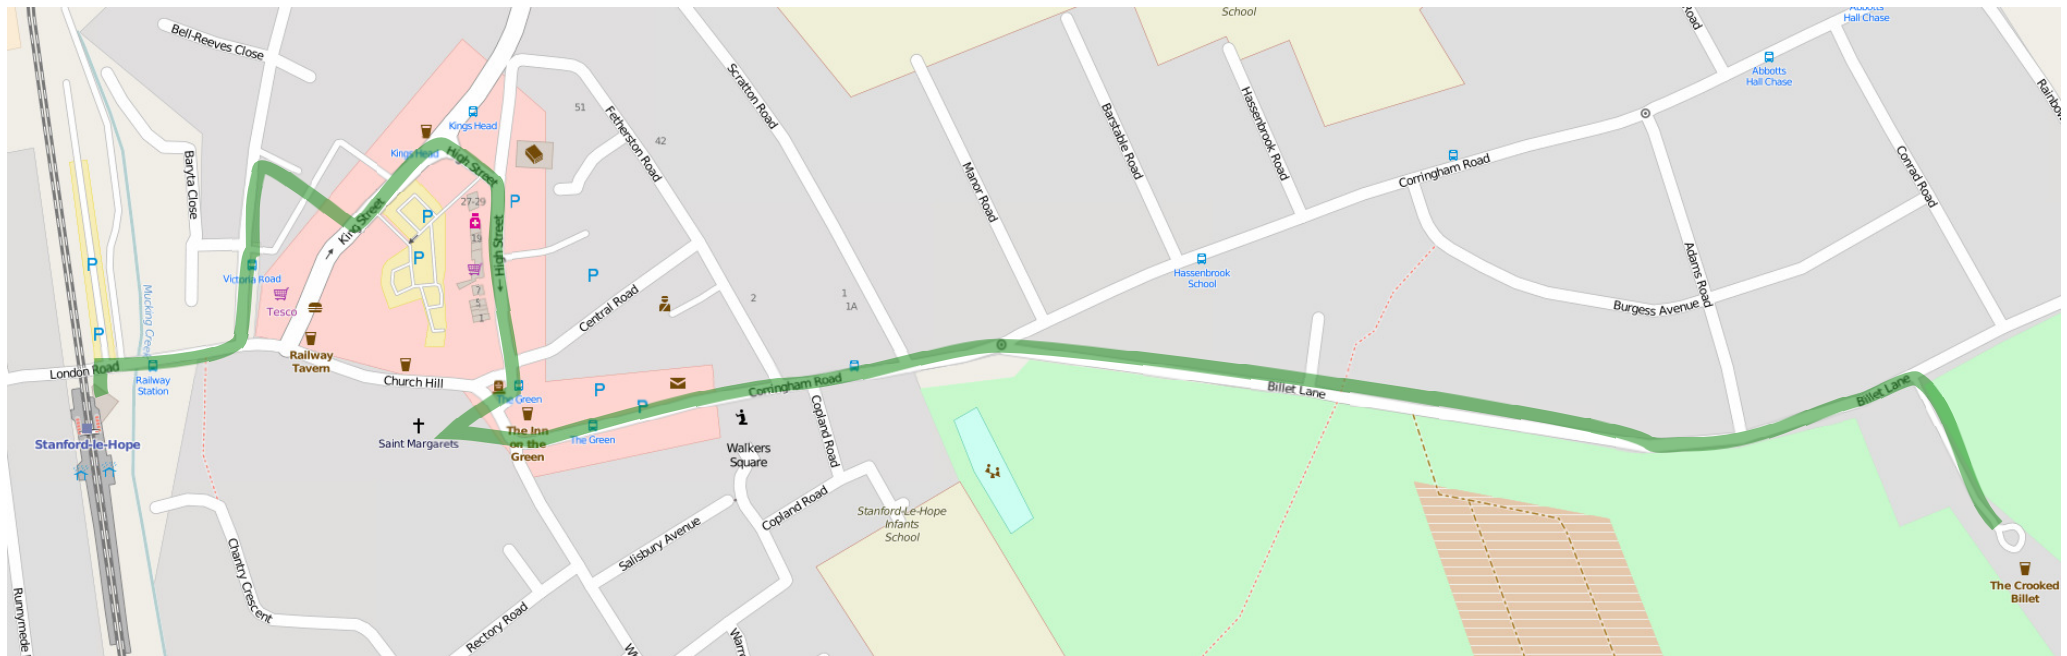 Bell-Reeves Close
Baryta Close
Kings Head
Kings Head
High Street
High Street
King Street
27-29
19
7
1
P
P
P
P
P
P
P
P
51
42
Fetherston Road
Scratton Road
School
Manor Road
Barstable Road
Hassenbrook Road
Corringham Road
Hassenbrook
School
Abbotts
Hall Chase
Abbotts
Hall Chase
Conrad Road
Adams Road
Burgess Avenue
Victoria Road
Tesco
Mucking Creek
Railway
Tavern
London Road
Railway
Station
Church Hill
Central Road
2
1
1A
Stanford-le-Hope
Saint Margarets
The Green
The Inn
on the
Green
The Green
Corringham Road
Walkers
Square
Copland Road
Copland Road
Salisbury Avenue
Rectory Road
Chantry Crescent
Stanford-Le-Hope
Infants
School
Billet Lane
Billet Lane
The Crooked
Billet